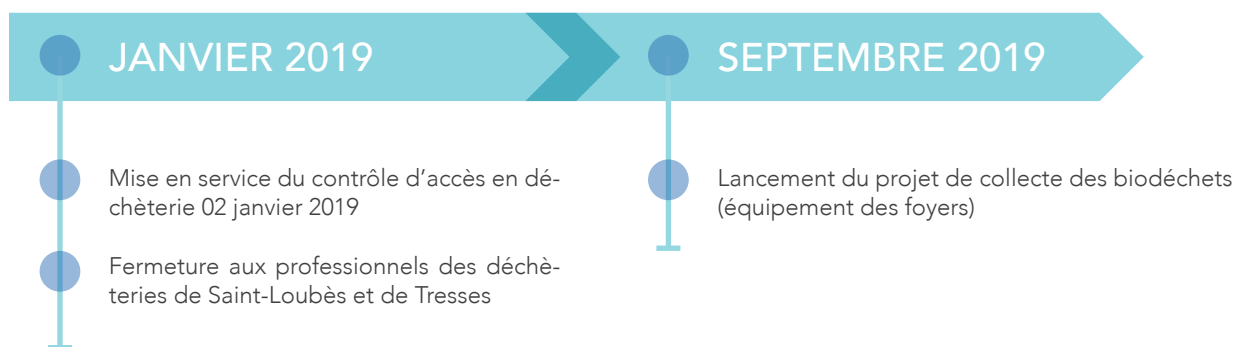 JANVIER 2019
Mise en service du contrôle d'accès en dé-
chèterie 02 janvier 2019
Fermeture aux professionnels des déchè-
teries de Saint-Loubès et de Tresses
SEPTEMBRE 2019
Lancement du projet de collecte des biodéchets
(équipement des foyers)